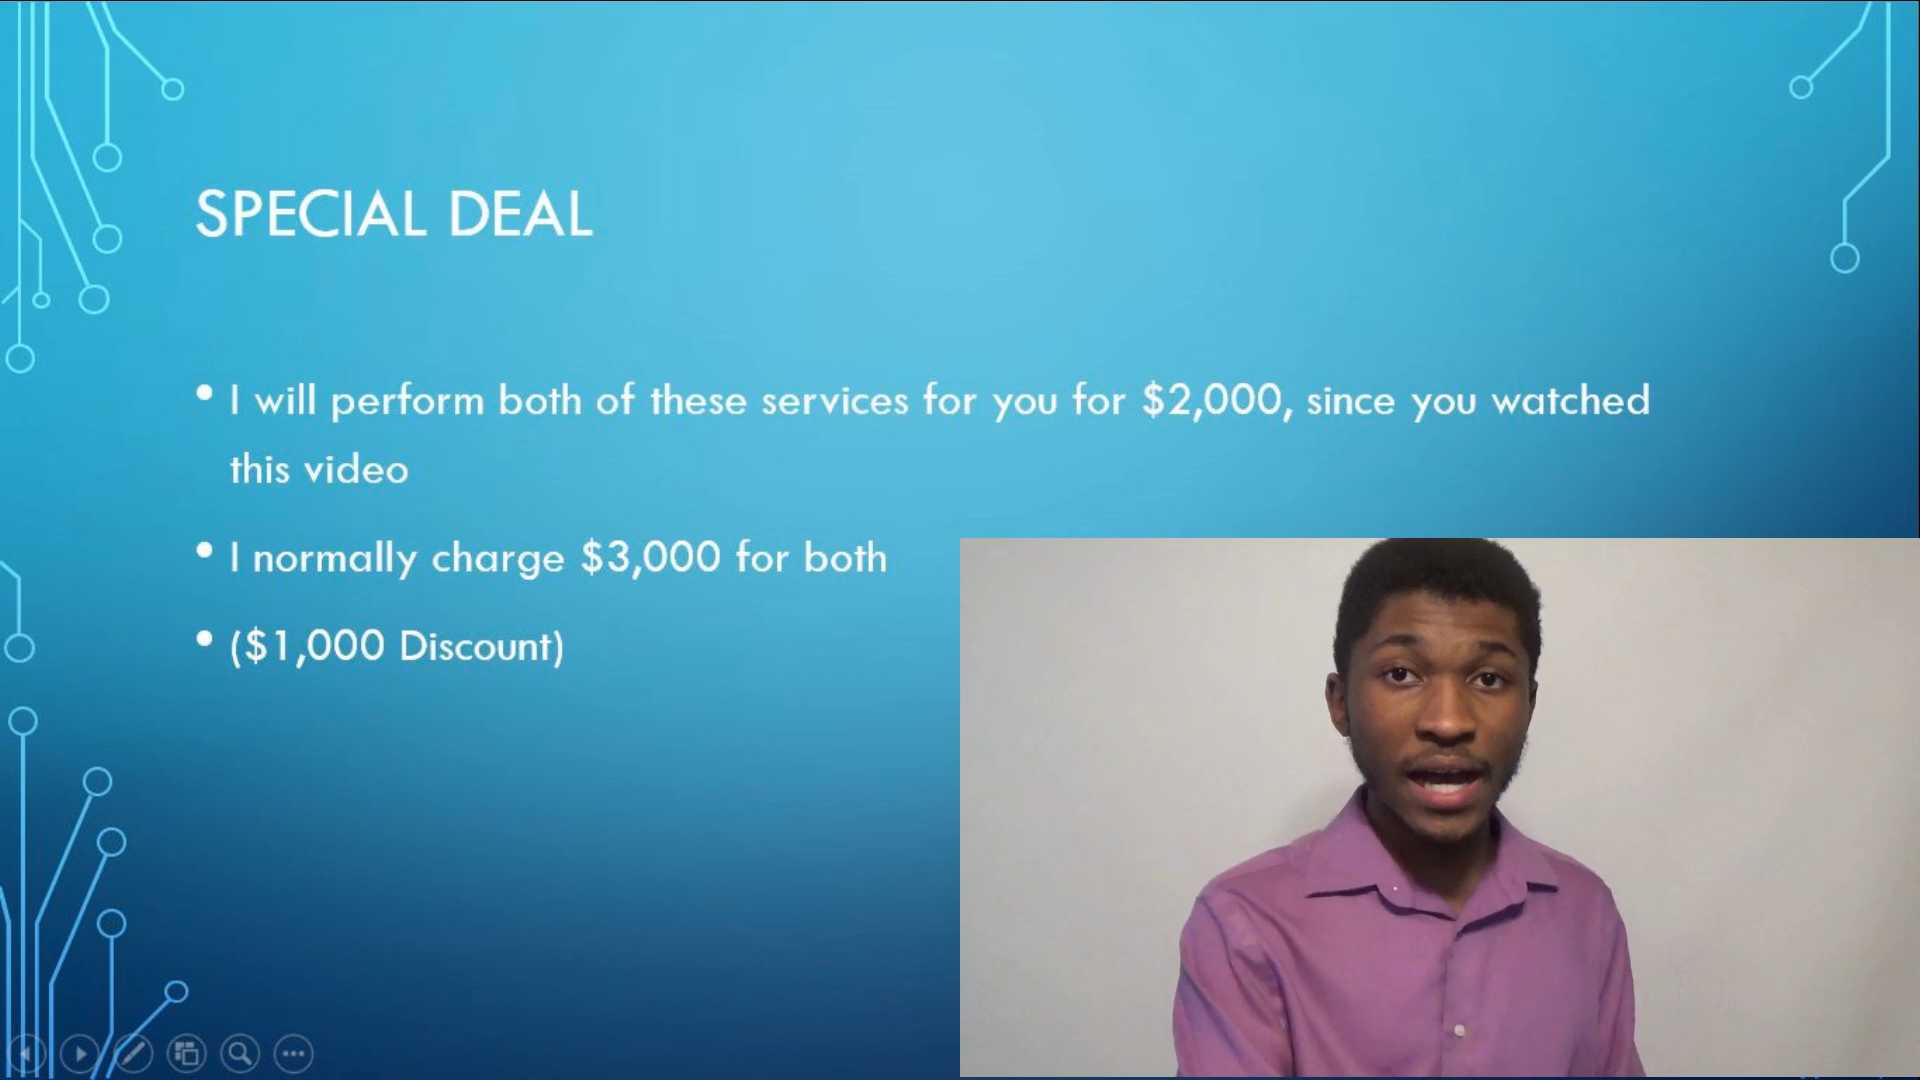 SPECIAL DEAL
• I will perform both of these services for you for $2,000, since you watched
this video
• I normally charge $3,000 for both
• ($1,000 Discount)